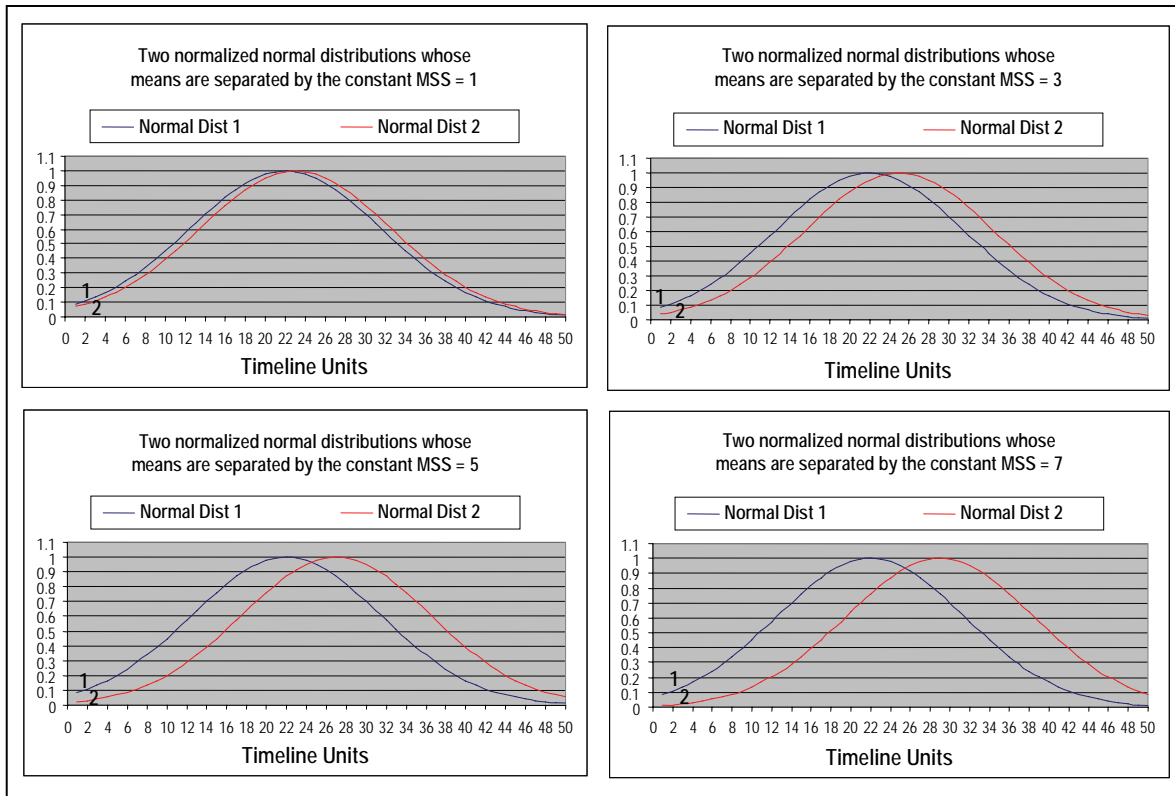 Two normalized normal distributions whose
means are separated by the constant MSS = 1
Normal Dist 1 Normal Dist 2
1.1
1
0.9
0.8
0.7
0.6
0.5
0.4
0.3
0.2
0.1
0
1
2
0 2 4 6 8 10 12 14 16 18 20 22 24 26 28 30 32 34 36 38 40 42 44 46 48 50
Timeline Units
Two normalized normal distributions whose
means are separated by the constant MSS = 3
Normal Dist 1 Normal Dist 2
1.1
1
0.9
0.8
0.7
0.6
0.5
0.4
0.3
0.2
0.1
0
1
2
0 2 4 6 8 10 12 14 16 18 20 22 24 26 28 30 32 34 36 38 40 42 44 46 48 50
Timeline Units
Two normalized normal distributions whose
means are separated by the constant MSS = 5
Normal Dist 1 Normal Dist 2
1.1
1
0.9
0.8
0.7
0.6
0.5
0.4
0.3
0.2
0.1
0
1
2
0 2 4 6 8 10 12 14 16 18 20 22 24 26 28 30 32 34 36 38 40 42 44 46 48 50
Timeline Units
Two normalized normal distributions whose
means are separated by the constant MSS = 7
Normal Dist 1 Normal Dist 2
1.1
1
0.9
0.8
0.7
0.6
0.5
0.4
0.3
0.2
0.1
0
1
2
0 2 4 6 8 10 12 14 16 18 20 22 24 26 28 30 32 34 36 38 40 42 44 46 48 50
Timeline Units